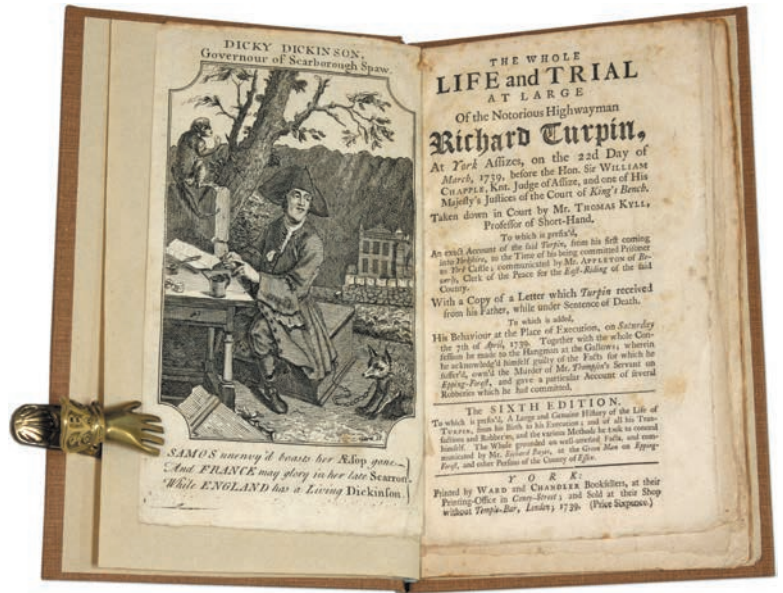 DICKY DICKINSON,
Governour of Scarborough Spaw.
SAMOS unenvy'd boasts her Æsop gone,
And FRANCE may glory in her late Scarron
While ENGLAND has a Living Dickinson.
THE WHOLE
LIFE and TRIAL
AT LARGE
Of the Notorious Highwayman
Richard Turpin,
At York Aſſizes, on the 22d Day of
March, 1739, before the Hon. Sir WILLIAM
CHAPPLE, Knt. Judge of Aſſize, and one of His
Majeſty's Juſtices of the Court of King's Bench.
Taken down in Court by Mr. THOMAS KYLL,
Profeſſor of Short-Hand.
To which is prefix'd,
An exact Account of the ſaid Turpin, from his firſt coming
into Yorkſhire, to the Time of his being committed Priſoner
to York Caſtle; communicated by Mr. APPLETON of Be-
verly, Clerk of the Peace for the Eaſt-Riding of the ſaid
County.
With a Copy of a Letter which Turpin received
from his Father, while under Sentence of Death.
To which is added,
His Behaviour at the Place of Execution, on Saturday
the 7th of April, 1739. Together with the whole Con-
feſſion he made to the Hangman at the Gallows; wherein
he acknowledg'd himſelf guilty of the Facts for which he
ſuffer'd, own'd the Murder of Mr. Thompſon's Servant on
Epping-Foreſt, and gave a particular Account of ſeveral
Robberies which he had committed.
The SIXTH EDITION.
To which is prefix'd, A Large and Genuine Hiſtory of the Life of
TURPIN, from his Birth to his Execution; and of all his Tran-
ſactions and Robberies, and the various Methods he took to conceal
himſelf. The Whole grounded on well-atteſted Facts, and com-
municated by Mr. Richard Bayes, at the Green Man on Epping-
Foreſt, and other Perſons of the County of Eſſex.
YORK:
Printed by WARD and CHANDLER Bookſellers, at their
Printing-Office in Coney-Street; and Sold at their Shop
without Temple-Bar, London; 1739. (Price Sixpence.)